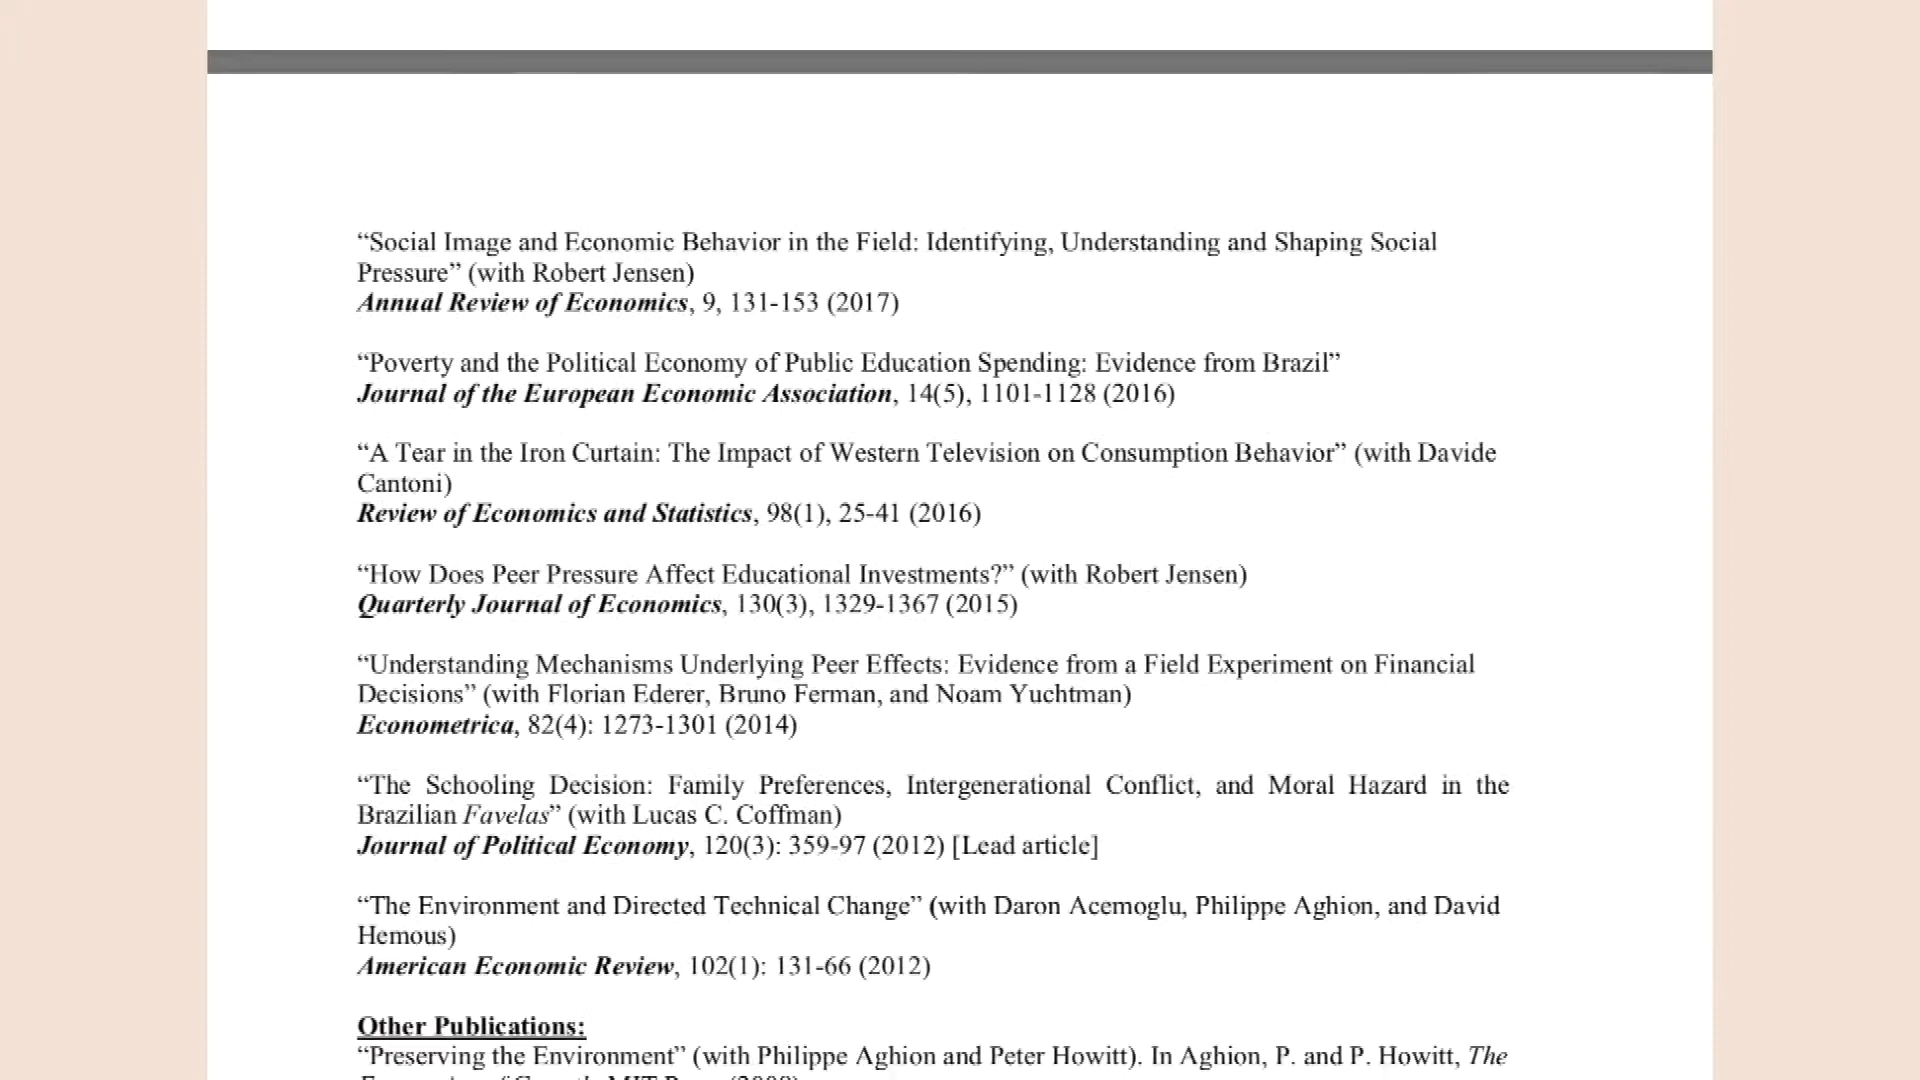 “Social Image and Economic Behavior in the Field: Identifying, Understanding and Shaping Social
Pressure” (with Robert Jensen)
Annual Review of Economics, 9, 131-153 (2017)
“Poverty and the Political Economy of Public Education Spending: Evidence from Brazil”
Journal of the European Economic Association, 14(5), 1101-1128 (2016)
“A Tear in the Iron Curtain: The Impact of Western Television on Consumption Behavior” (with Davide
Cantoni)
Review of Economics and Statistics, 98(1), 25-41 (2016)
“How Does Peer Pressure Affect Educational Investments?” (with Robert Jensen)
Quarterly Journal of Economics, 130(3), 1329-1367 (2015)
“Understanding Mechanisms Underlying Peer Effects: Evidence from a Field Experiment on Financial
Decisions” (with Florian Ederer, Bruno Ferman, and Noam Yuchtman)
Econometrica, 82(4): 1273-1301 (2014)
“The Schooling Decision: Family Preferences, Intergenerational Conflict, and Moral Hazard in the
Brazilian Favelas” (with Lucas C. Coffman)
Journal of Political Economy, 120(3): 359-97 (2012) [Lead article]
“The Environment and Directed Technical Change” (with Daron Acemoglu, Philippe Aghion, and David
Hemous)
American Economic Review, 102(1): 131-66 (2012)
Other Publications:
“Preserving the Environment” (with Philippe Aghion and Peter Howitt). In Aghion, P. and P. Howitt, The